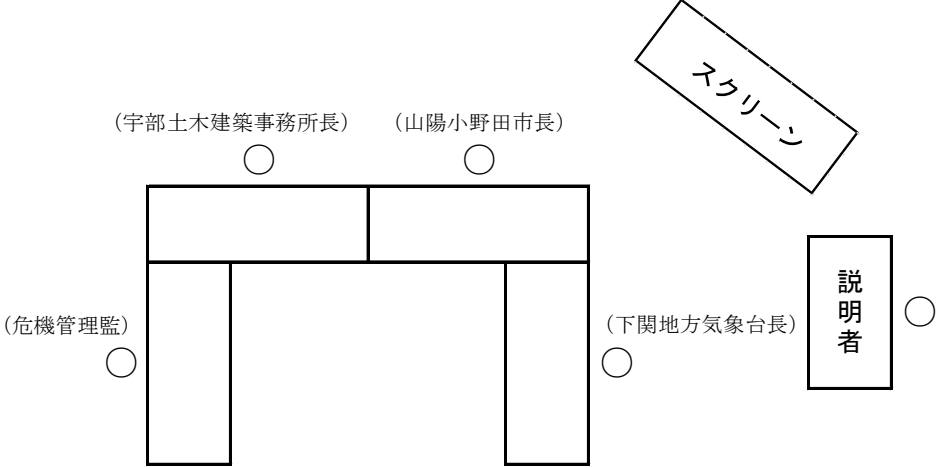 スクリーン
（宇部土木建築事務所長）
（山陽小野田市長）
（危機管理監）
（下関地方気象台長）
説明者